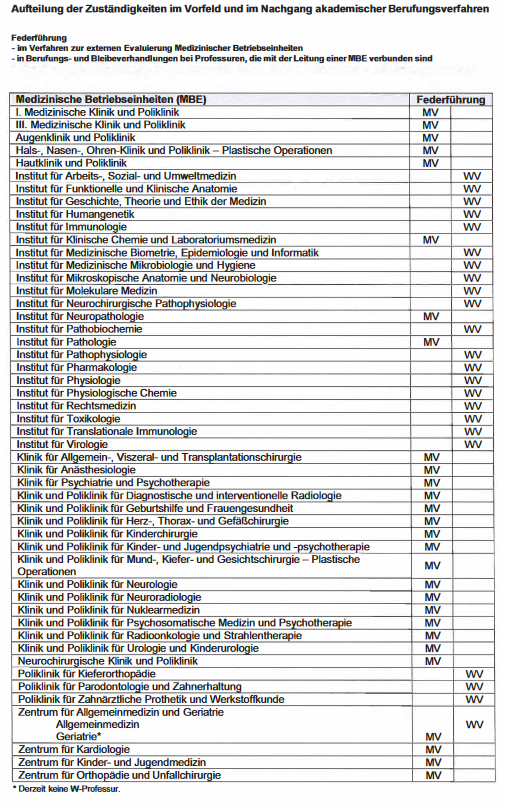 Aufteilung der Zuständigkeiten im Vorfeld und im Nachgang akademischer Berufungsverfahren
Federführung
- im Verfahren zur externen Evaluierung Medizinischer Betriebseinheiten
- in Berufungs- und Bleibeverhandlungen bei Professuren, die mit der Leitung einer MBE verbunden sind
Medizinische Betriebseinheiten (MBE) Federführung
I. Medizinische Klinik und Poliklinik MV
III. Medizinische Klinik und Poliklinik MV
Augenklinik und Poliklinik MV
Hals-, Nasen-, Ohren-Klinik und Poliklinik – Plastische Operationen MV
Hautklinik und Poliklinik MV
Institut für Arbeits-, Sozial- und Umweltmedizin WV
Institut für Funktionelle und Klinische Anatomie WV
Institut für Geschichte, Theorie und Ethik der Medizin WV
Institut für Humangenetik WV
Institut für Immunologie WV
Institut für Klinische Chemie und Laboratoriumsmedizin MV
Institut für Medizinische Biometrie, Epidemiologie und Informatik WV
Institut für Medizinische Mikrobiologie und Hygiene WV
Institut für Mikroskopische Anatomie und Neurobiologie WV
Institut für Molekulare Medizin WV
Institut für Neurochirurgische Pathophysiologie WV
Institut für Neuropathologie MV
Institut für Pathobiochemie WV
Institut für Pathologie MV
Institut für Pathophysiologie WV
Institut für Pharmakologie WV
Institut für Physiologie WV
Institut für Physiologische Chemie WV
Institut für Rechtsmedizin WV
Institut für Toxikologie WV
Institut für Translationale Immunologie WV
Institut für Virologie WV
Klinik für Allgemein-, Viszeral- und Transplantationschirurgie MV
Klinik für Anästhesiologie MV
Klinik für Psychiatrie und Psychotherapie MV
Klinik und Poliklinik für Diagnostische und interventionelle Radiologie MV
Klinik und Poliklinik für Geburtshilfe und Frauengesundheit MV
Klinik und Poliklinik für Herz-, Thorax- und Gefäßchirurgie MV
Klinik und Poliklinik für Kinderchirurgie MV
Klinik und Poliklinik für Kinder- und Jugendpsychiatrie und -psychotherapie MV
Klinik und Poliklinik für Mund-, Kiefer- und Gesichtschirurgie – Plastische
Operationen MV
Klinik und Poliklinik für Neurologie MV
Klinik und Poliklinik für Neuroradiologie MV
Klinik und Poliklinik für Nuklearmedizin MV
Klinik und Poliklinik für Psychosomatische Medizin und Psychotherapie MV
Klinik und Poliklinik für Radioonkologie und Strahlentherapie MV
Klinik und Poliklinik für Urologie und Kinderurologie MV
Neurochirurgische Klinik und Poliklinik MV
Poliklinik für Kieferorthopädie WV
Poliklinik für Parodontologie und Zahnerhaltung WV
Poliklinik für Zahnärztliche Prothetik und Werkstoffkunde WV
Zentrum für Allgemeinmedizin und Geriatrie
Allgemeinmedizin WV
Geriatrie* MV
Zentrum für Kardiologie MV
Zentrum für Kinder- und Jugendmedizin MV
Zentrum für Orthopädie und Unfallchirurgie MV
* Derzeit keine W-Professur.